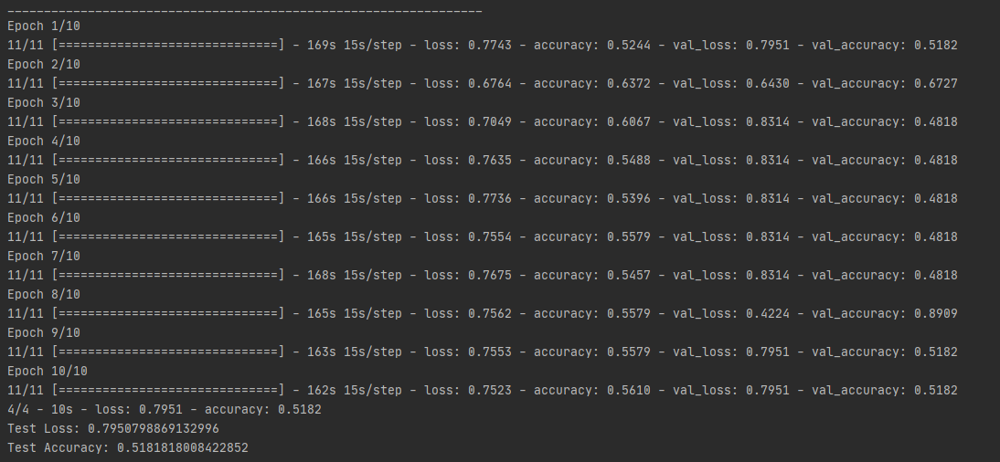 _________________________________________________________________
Epoch 1/10
11/11 [==============================] - 169s 15s/step - loss: 0.7743 - accuracy: 0.5244 - val_loss: 0.7951 - val_accuracy: 0.5182
Epoch 2/10
11/11 [==============================] - 167s 15s/step - loss: 0.6764 - accuracy: 0.6372 - val_loss: 0.6430 - val_accuracy: 0.6727
Epoch 3/10
11/11 [==============================] - 168s 15s/step - loss: 0.7049 - accuracy: 0.6067 - val_loss: 0.8314 - val_accuracy: 0.4818
Epoch 4/10
11/11 [==============================] - 166s 15s/step - loss: 0.7635 - accuracy: 0.5488 - val_loss: 0.8314 - val_accuracy: 0.4818
Epoch 5/10
11/11 [==============================] - 166s 15s/step - loss: 0.7736 - accuracy: 0.5396 - val_loss: 0.8314 - val_accuracy: 0.4818
Epoch 6/10
11/11 [==============================] - 165s 15s/step - loss: 0.7554 - accuracy: 0.5579 - val_loss: 0.8314 - val_accuracy: 0.4818
Epoch 7/10
11/11 [==============================] - 168s 15s/step - loss: 0.7675 - accuracy: 0.5457 - val_loss: 0.8314 - val_accuracy: 0.4818
Epoch 8/10
11/11 [==============================] - 165s 15s/step - loss: 0.7562 - accuracy: 0.5579 - val_loss: 0.4224 - val_accuracy: 0.8909
Epoch 9/10
11/11 [==============================] - 163s 15s/step - loss: 0.7553 - accuracy: 0.5579 - val_loss: 0.7951 - val_accuracy: 0.5182
Epoch 10/10
11/11 [==============================] - 162s 15s/step - loss: 0.7523 - accuracy: 0.5610 - val_loss: 0.7951 - val_accuracy: 0.5182
4/4 - 10s - loss: 0.7951 - accuracy: 0.5182
Test Loss: 0.7950798869132996
Test Accuracy: 0.5181818008422852